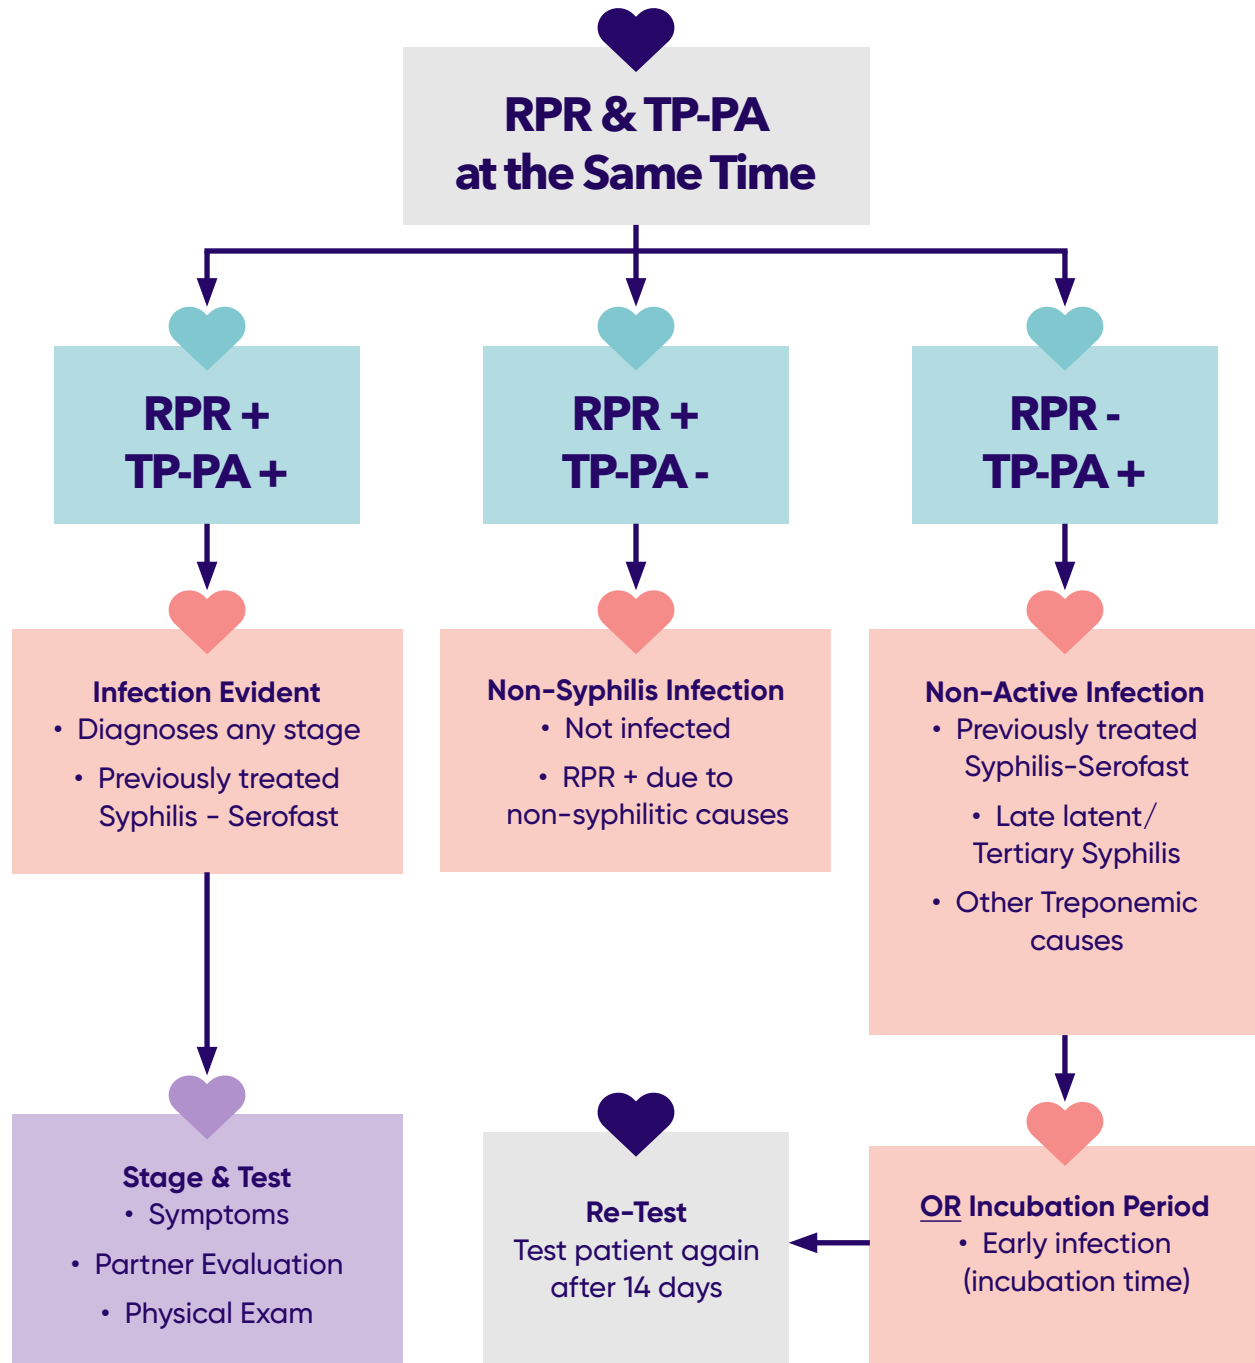 RPR & TP-PA
at the Same Time
RPR +
TP-PA +
RPR +
TP-PA -
RPR -
TP-PA +
Infection Evident
• Diagnoses any stage
• Previously treated
Syphilis - Serofast
Non-Syphilis Infection
• Not infected
• RPR + due to
non-syphilitic causes
Non-Active Infection
• Previously treated
Syphilis-Serofast
• Late latent/
Tertiary Syphilis
• Other Treponemic
causes
Stage & Test
• Symptoms
• Partner Evaluation
• Physical Exam
Re-Test
Test patient again
after 14 days
OR Incubation Period
• Early infection
(incubation time)